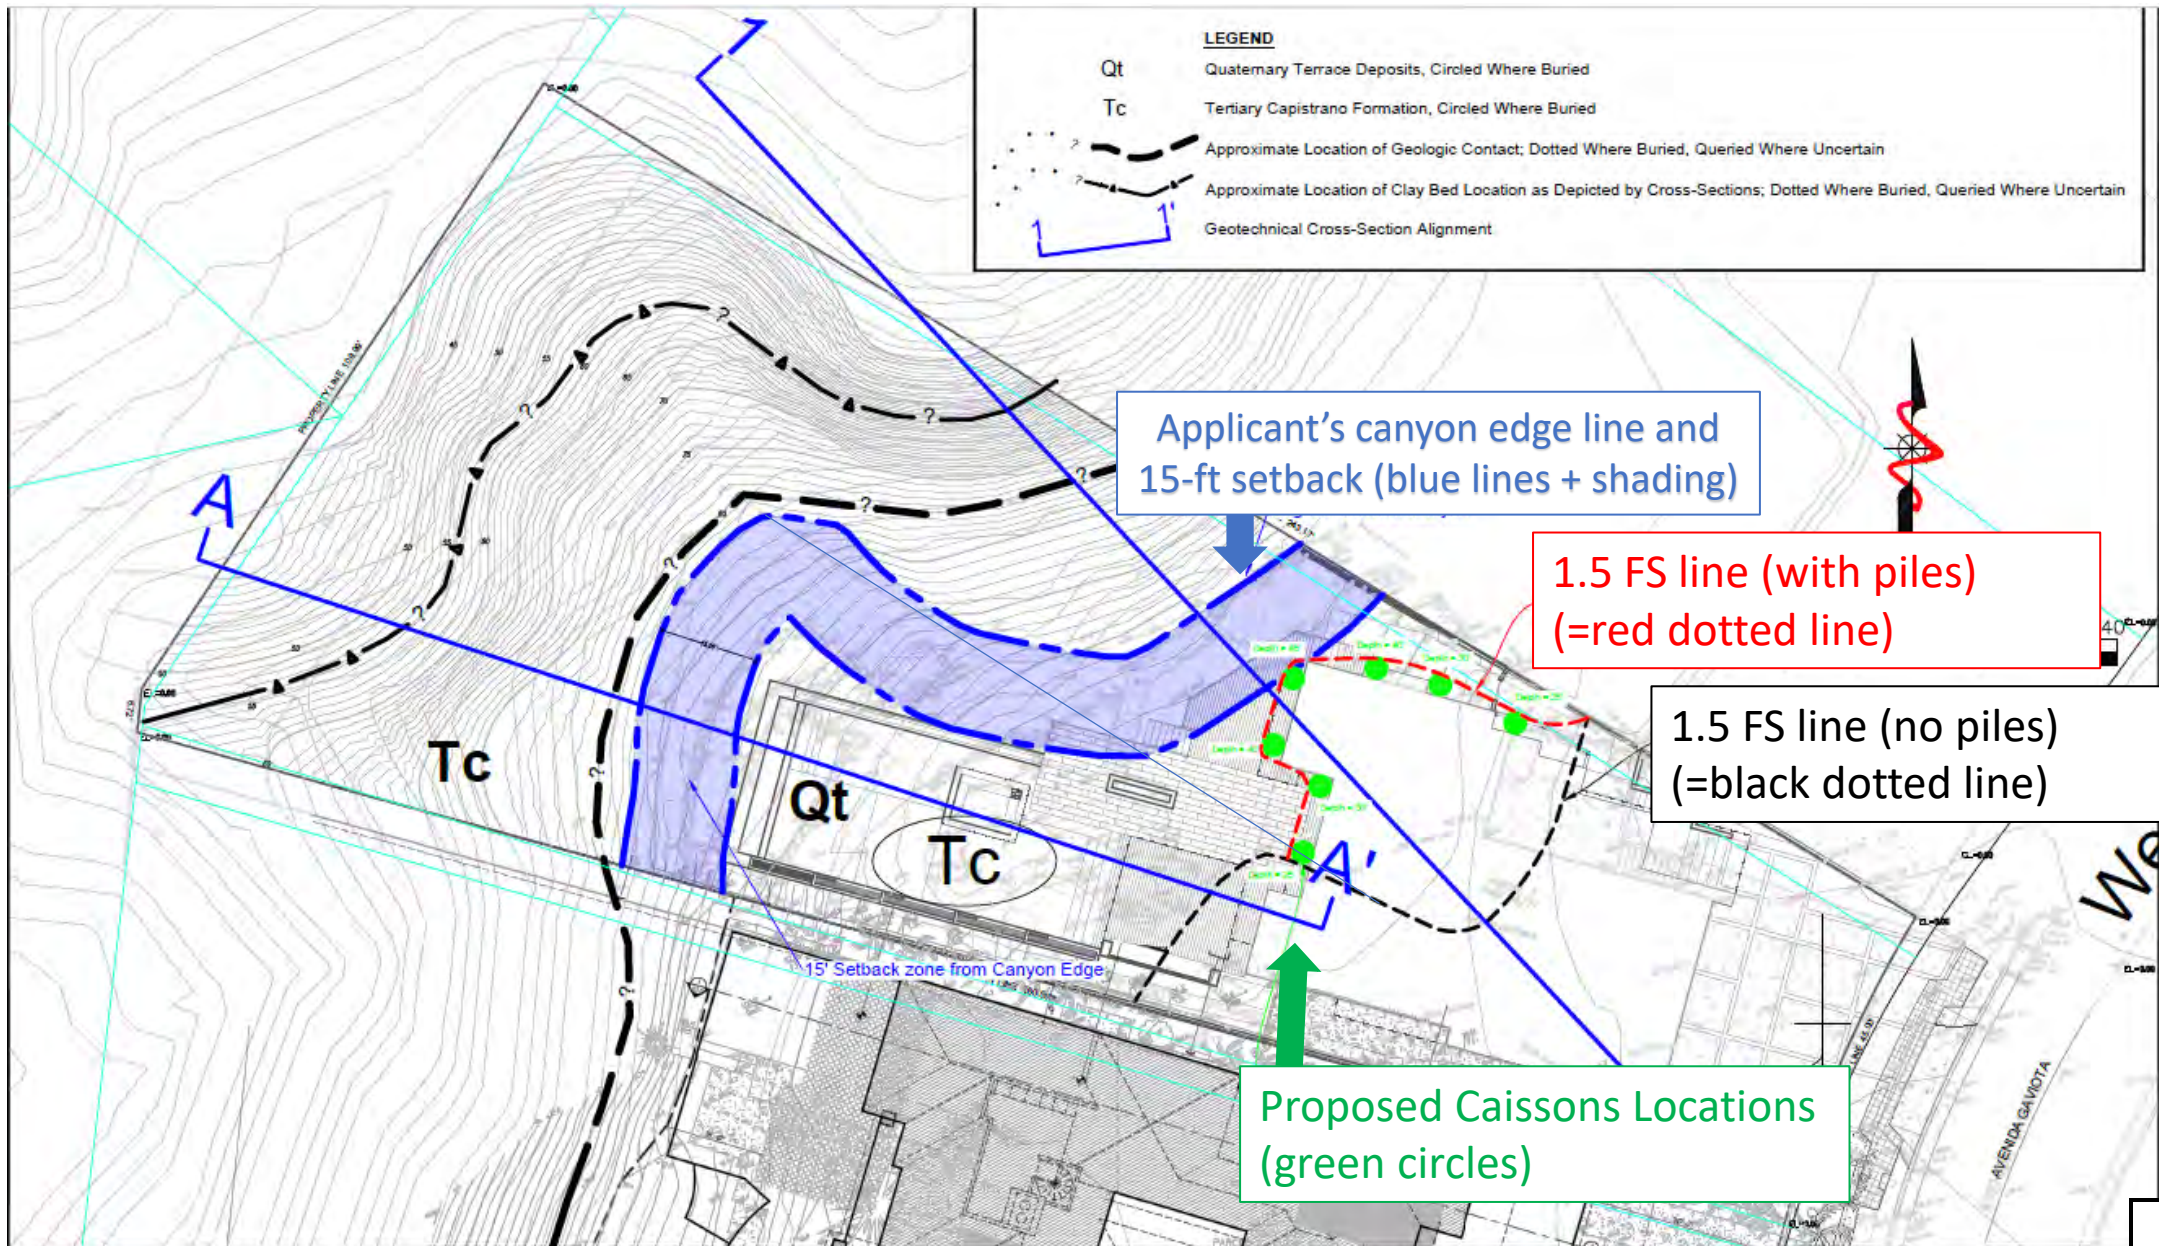 LEGEND
Qt Quaternary Terrace Deposits, Circled Where Buried
Tc Tertiary Capistrano Formation, Circled Where Buried
? Approximate Location of Geologic Contact; Dotted Where Buried, Queried Where Uncertain
? Approximate Location of Clay Bed Location as Depicted by Cross-Sections; Dotted Where Buried, Queried Where Uncertain
1 1' Geotechnical Cross-Section Alignment
1
Applicant's canyon edge line and
15-ft setback (blue lines + shading)
1.5 FS line (with piles)
(=red dotted line)
1.5 FS line (no piles)
(=black dotted line)
40
A
Tc
Qt
Tc
A'
We
15' Setback zone from Canyon Edge
Proposed Caissons Locations
(green circles)
AVENIDA GAVIOTA